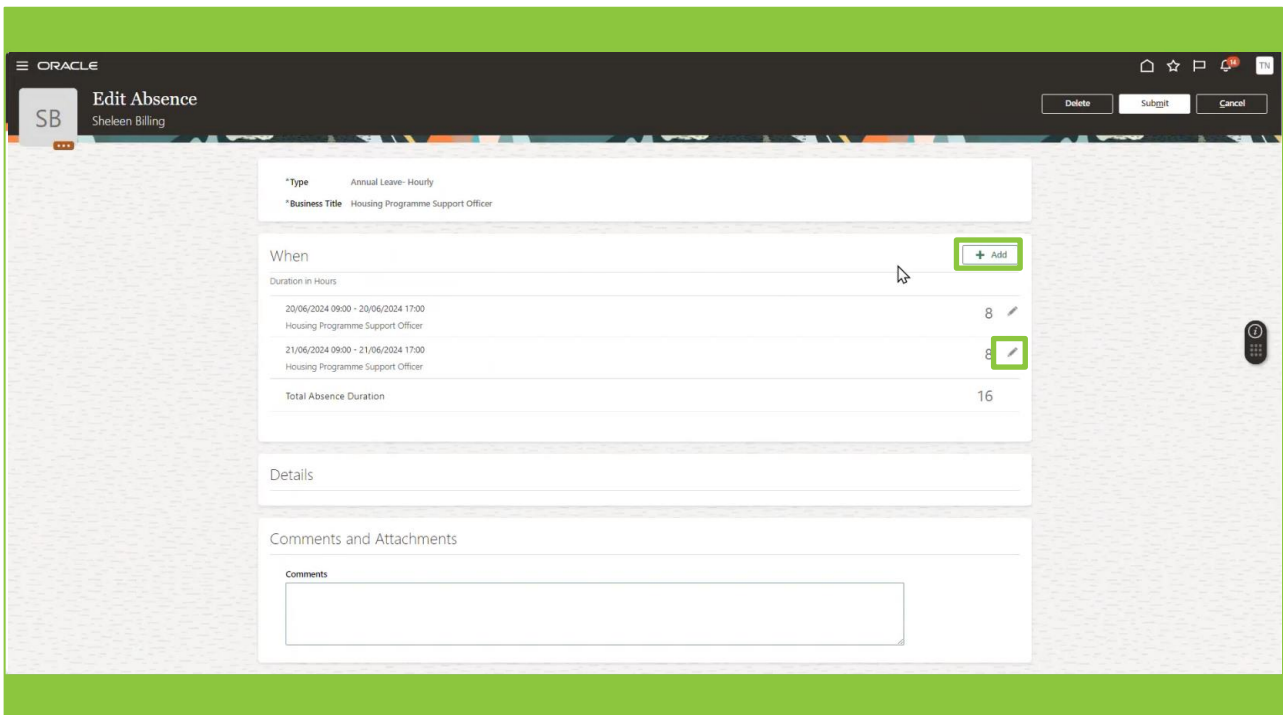 ORACLE
14
TN
SB
Edit Absence
Sheleen Billing
Delete
Submit
Cancel
*Type Annual Leave- Hourly
*Business Title Housing Programme Support Officer
When
+ Add
Duration in Hours
20/06/2024 09:00 - 20/06/2024 17:00
8
Housing Programme Support Officer
21/06/2024 09:00 - 21/06/2024 17:00
8
Housing Programme Support Officer
Total Absence Duration
16
Details
Comments and Attachments
Comments